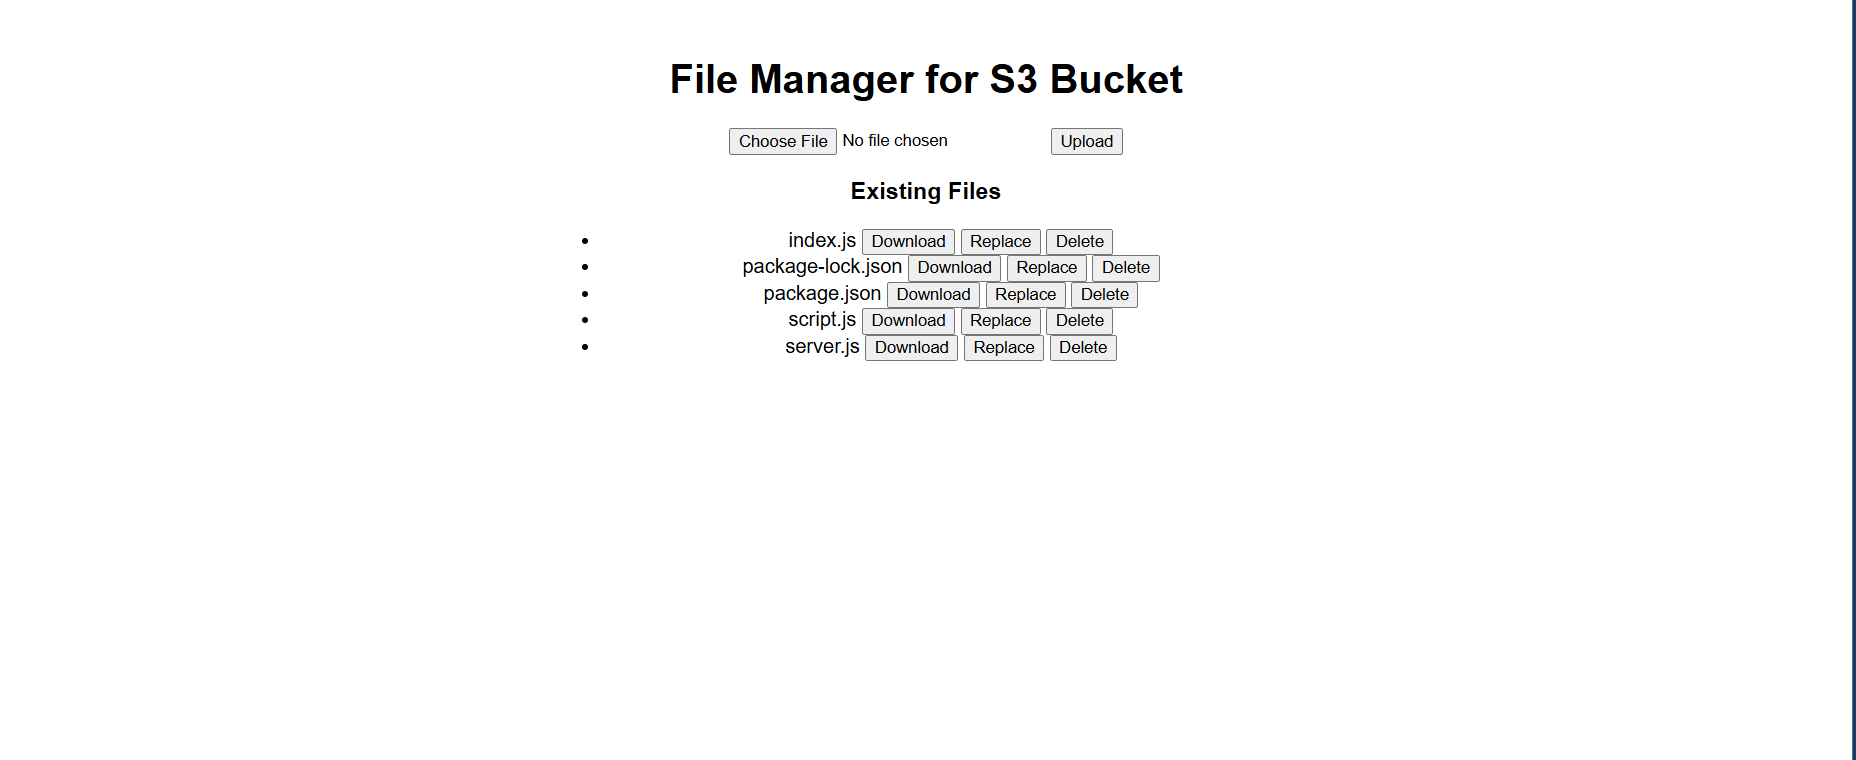 File Manager for S3 Bucket
Choose File No file chosen Upload
Existing Files
index.js Download Replace Delete
package-lock.json Download Replace Delete
package.json Download Replace Delete
script.js Download Replace Delete
server.js Download Replace Delete